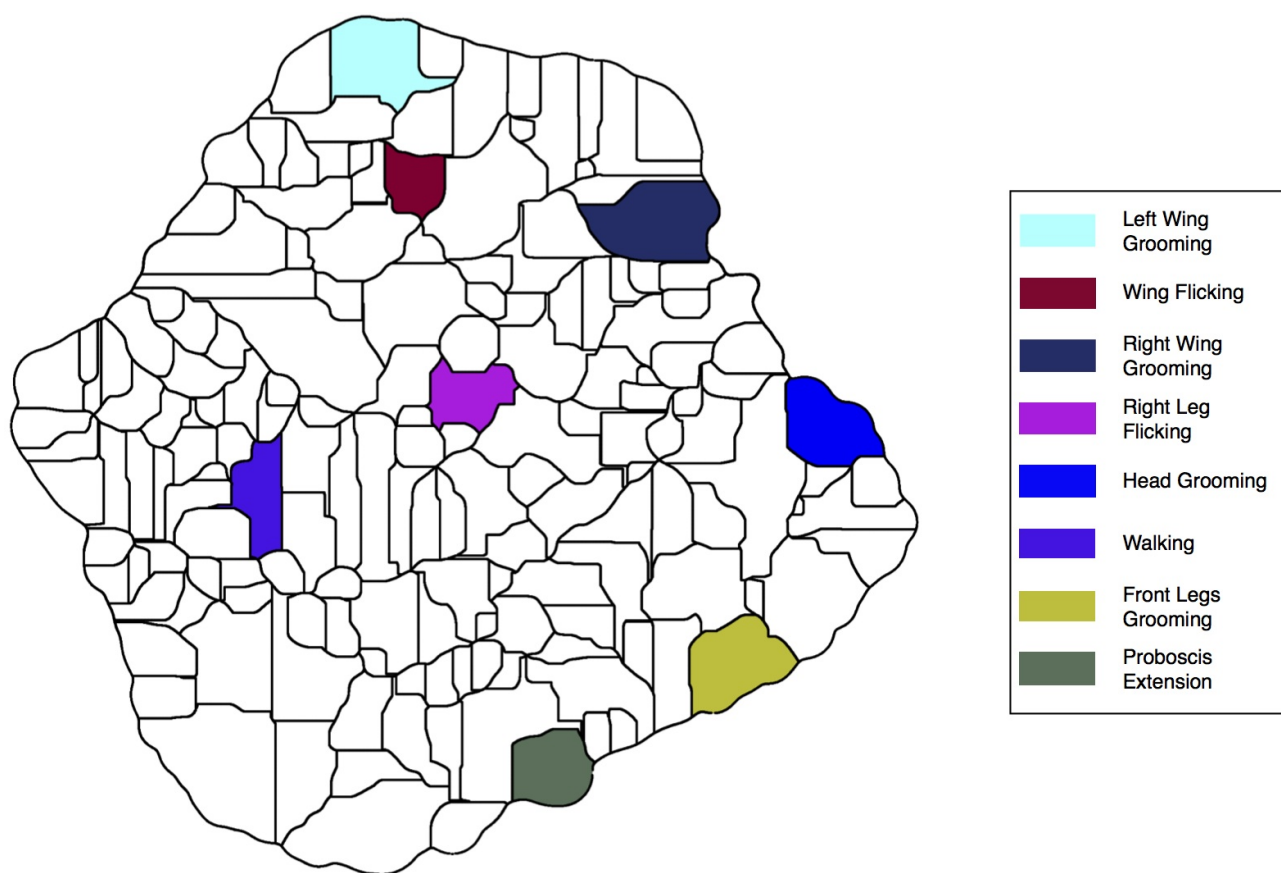 Left Wing
Grooming
Wing Flicking
Right Wing
Grooming
Right Leg
Flicking
Head Grooming
Walking
Front Legs
Grooming
Proboscis
Extension